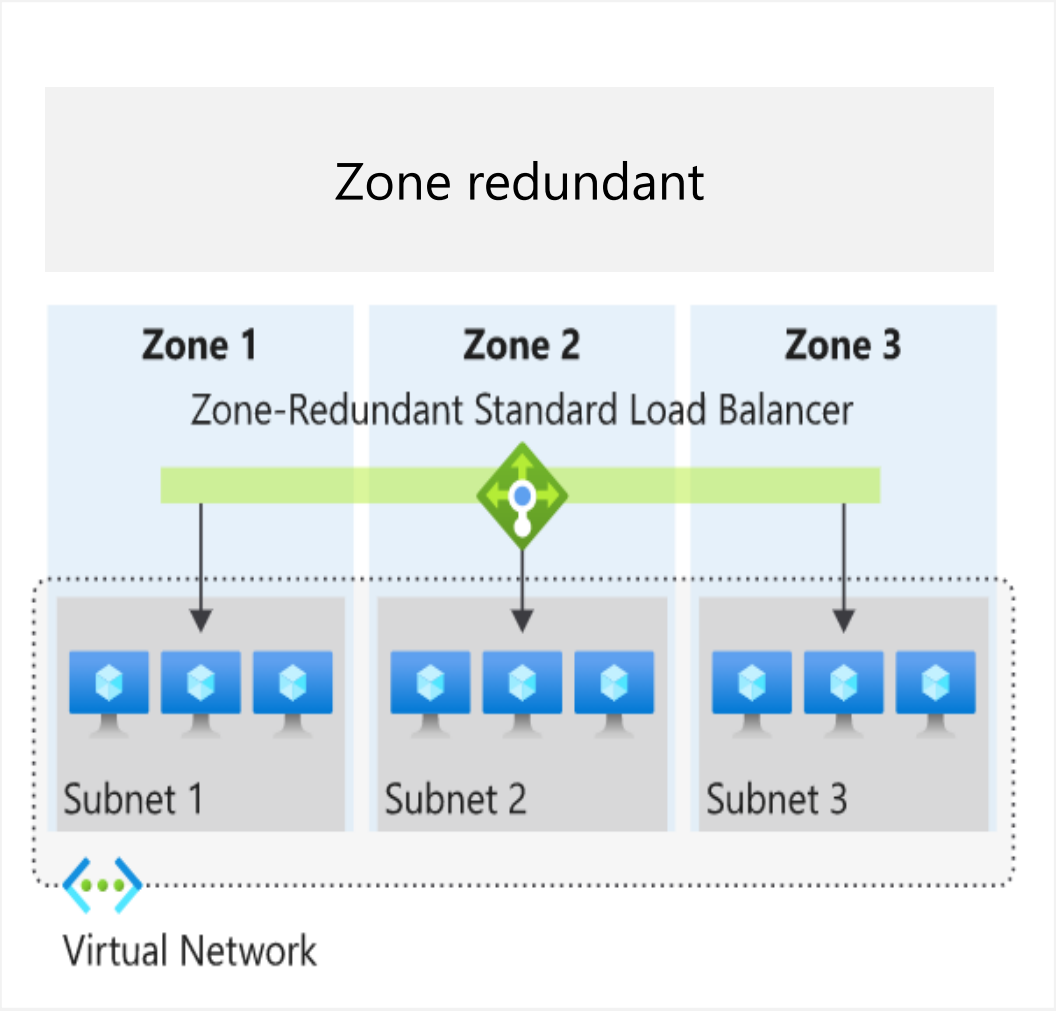 Zone redundant
Zone 1 Zone 2 Zone 3
Zone-Redundant Standard Load Balancer
Subnet 1 Subnet 2 Subnet 3
Virtual Network